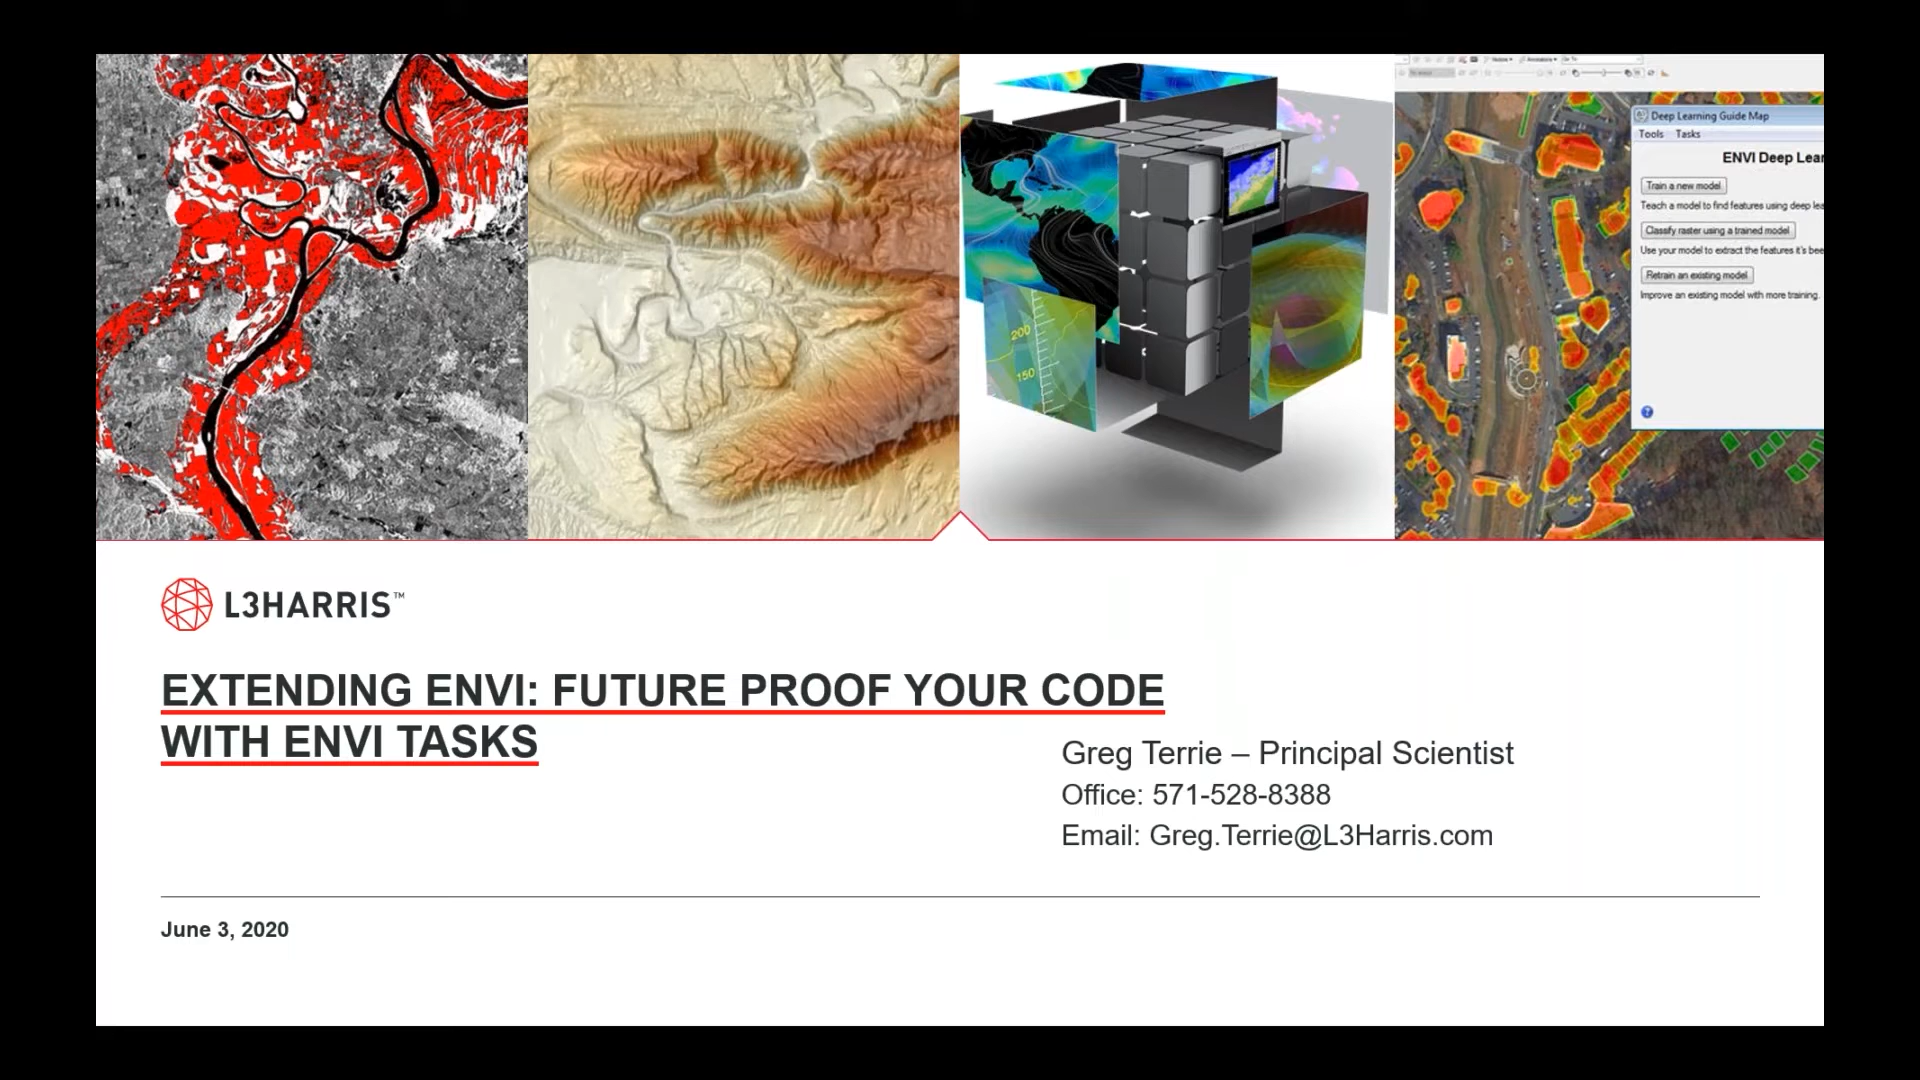 Deep Learning Guide Map
Tools Tasks
ENVI Deep Lear
Train a new model
Teach a model to find features using deep lea
Classify raster using a trained model
Use your model to extract the features it's bee
Retrain an existing model
Improve an existing model with more training.
200
150
L3HARRIS™
EXTENDING ENVI: FUTURE PROOF YOUR CODE
WITH ENVI TASKS
Greg Terrie – Principal Scientist
Office: 571-528-8388
Email: Greg.Terrie@L3Harris.com
June 3, 2020